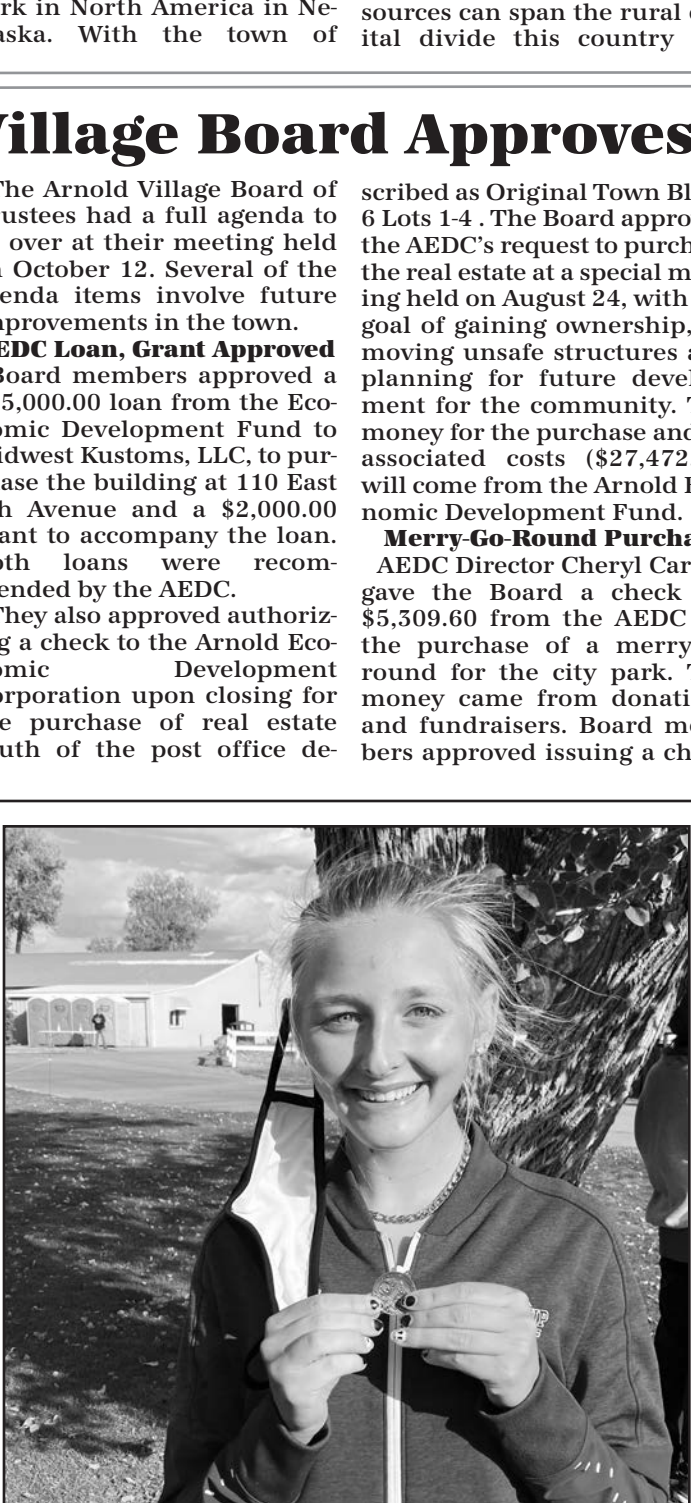 rk in North America in Ne-
aska. With the town of
sources can span the rural
ital divide this country
Village Board Approves
The Arnold Village Board of
rustees had a full agenda to
over at their meeting held
n October 12. Several of the
enda items involve future
mprovements in the town.
EDC Loan, Grant Approved
Board members approved a
5,000.00 loan from the Eco-
omic Development Fund to
idwest Kustoms, LLC, to pur-
ase the building at 110 East
h Avenue and a $2,000.00
ant to accompany the loan.
oth loans were recom-
ended by the AEDC.
They also approved authoriz-
g a check to the Arnold Eco-
omic Development
orporation upon closing for
e purchase of real estate
uth of the post office de-
scribed as Original Town Bl
6 Lots 1-4 . The Board appro
the AEDC's request to purch
the real estate at a special m
ing held on August 24, with
goal of gaining ownership,
moving unsafe structures a
planning for future devel
ment for the community. T
money for the purchase and
associated costs ($27,472.
will come from the Arnold E
nomic Development Fund.
Merry-Go-Round Purcha
AEDC Director Cheryl Car
gave the Board a check
$5,309.60 from the AEDC
the purchase of a merry
round for the city park. T
money came from donati
and fundraisers. Board me
bers approved issuing a ch